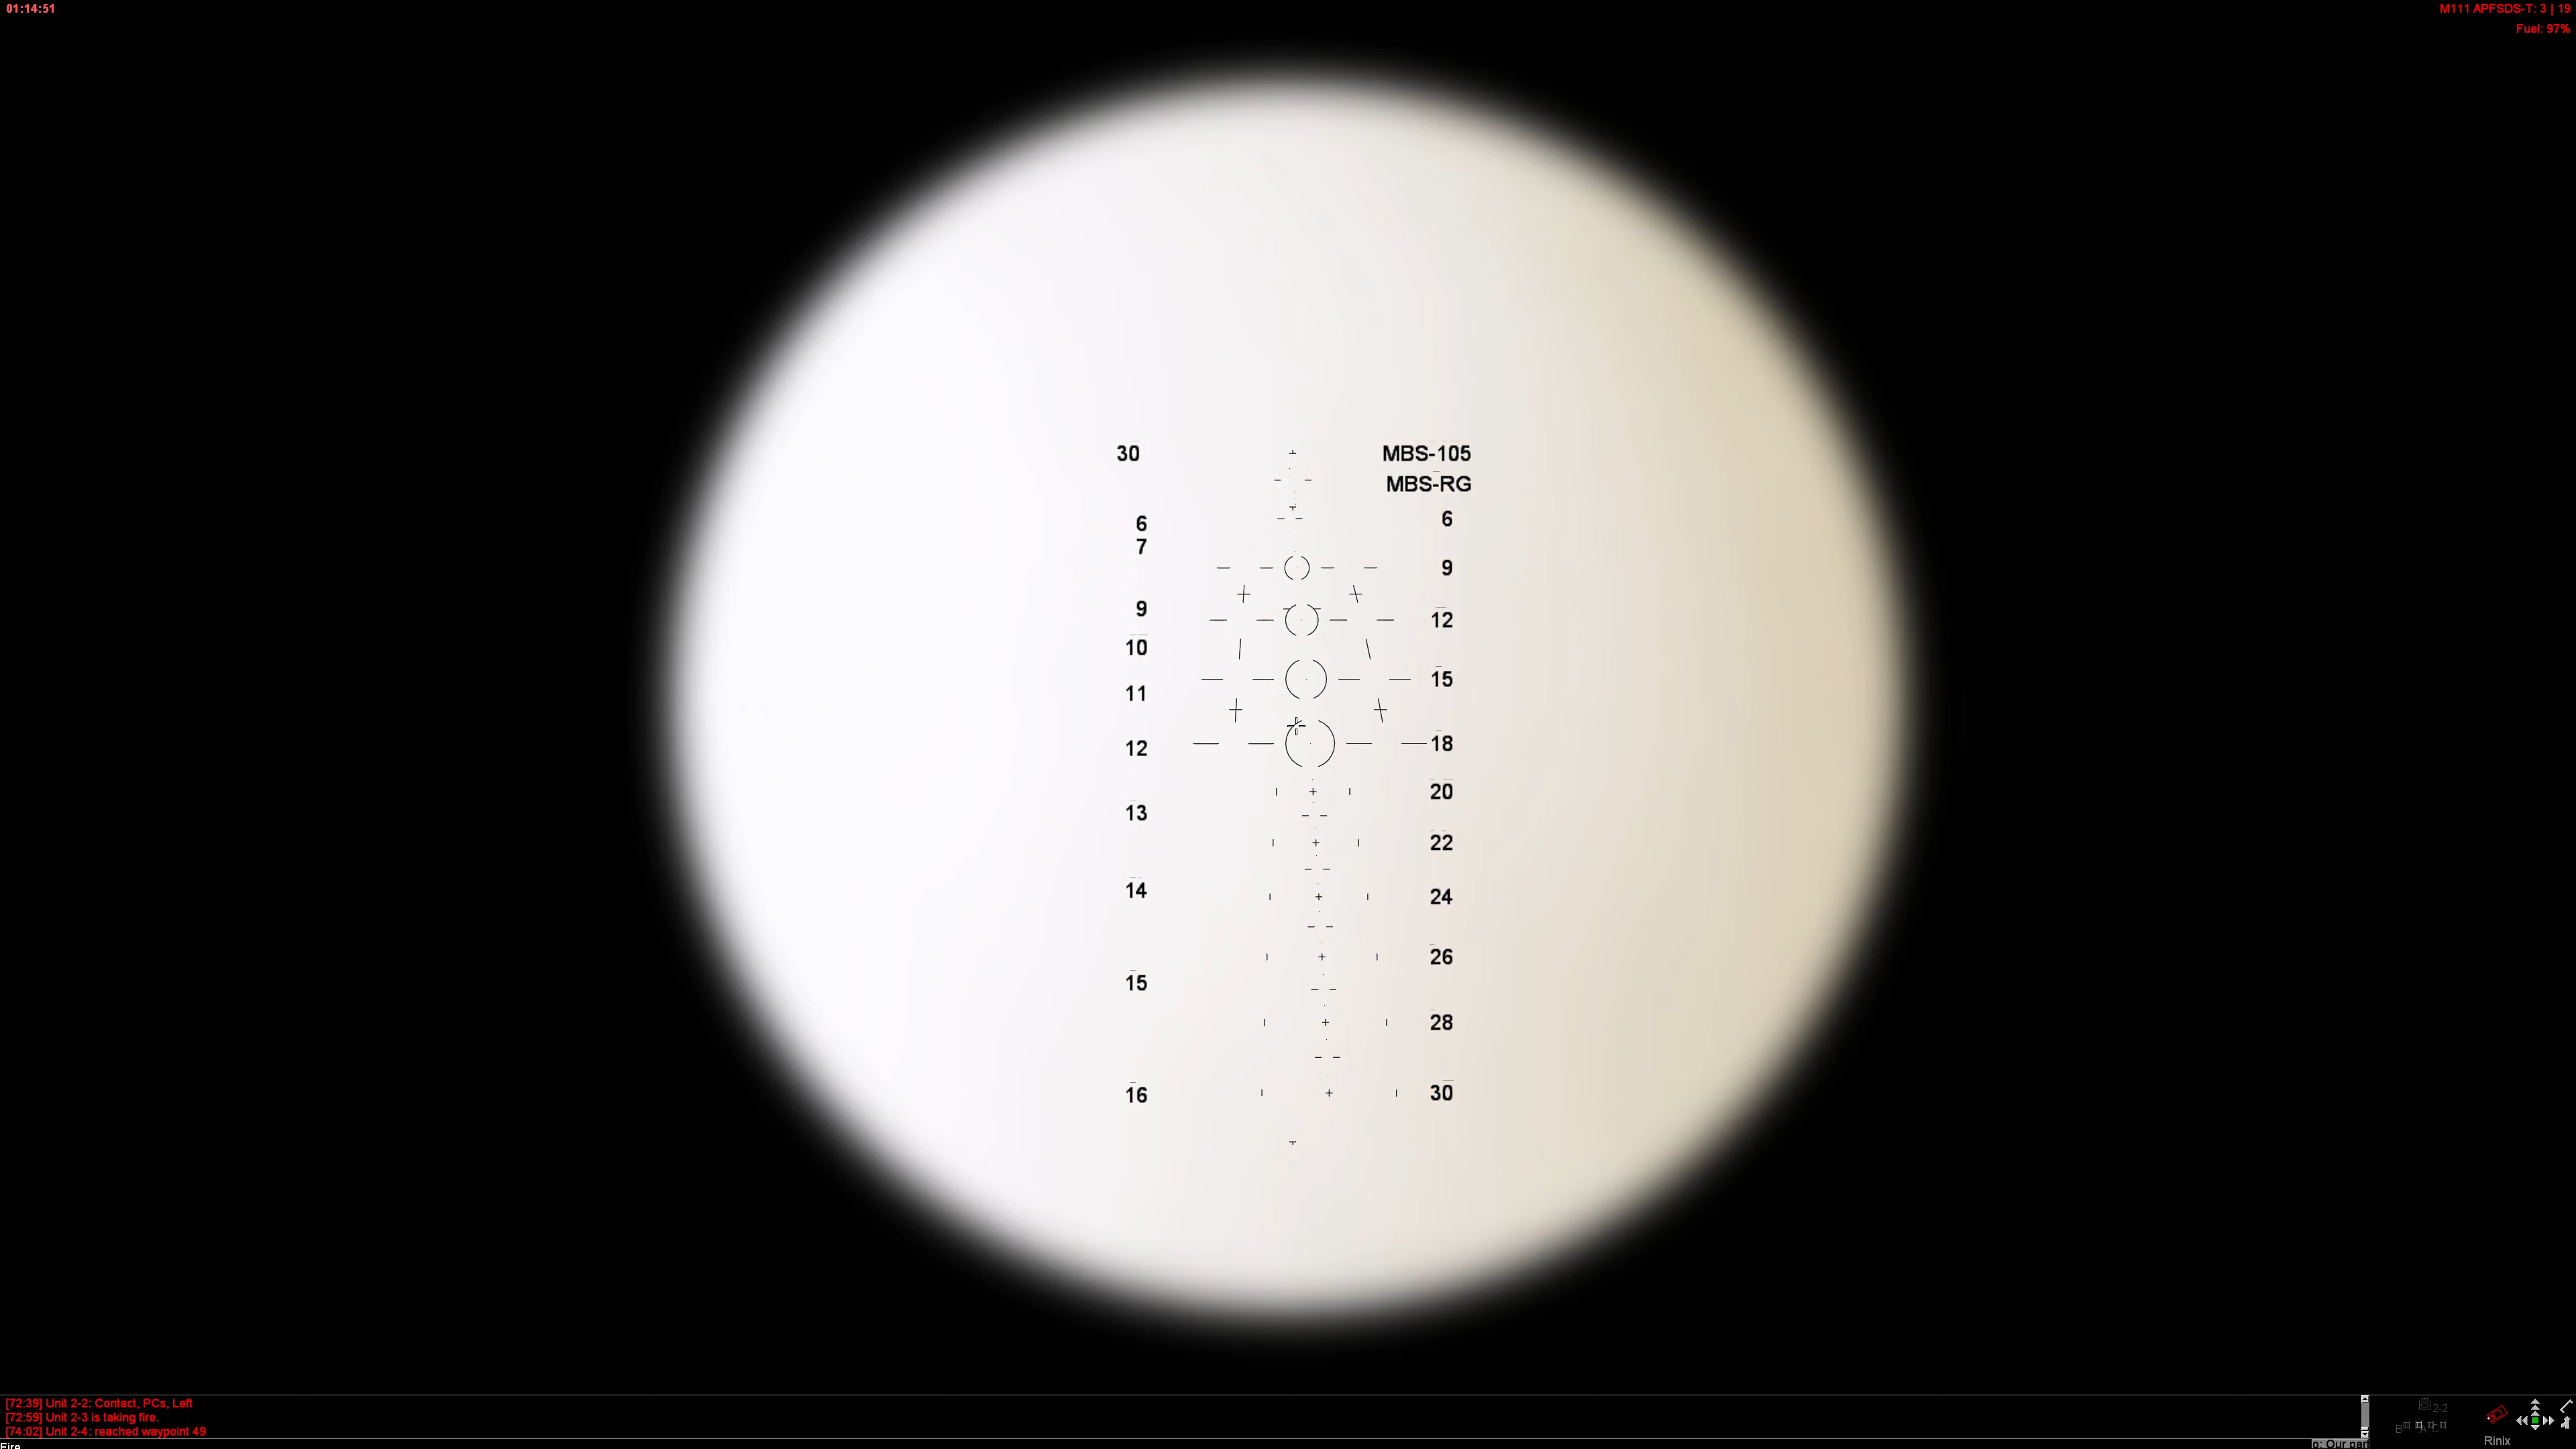 01:14:51
M111 APFSDS-T: 3 | 19
Fuel: 97%
30 MBS-105
MBS-RG
6 6
7
9
9
12
10
15
11
12 18
20
13
22
14 24
26
15
28
16 30
[72:39] Unit 2-2: Contact, PCs, Left
[72:59] Unit 2-3 is taking fire.
[74:02] Unit 2-4: reached waypoint 49
2-2
Rinix
Fire